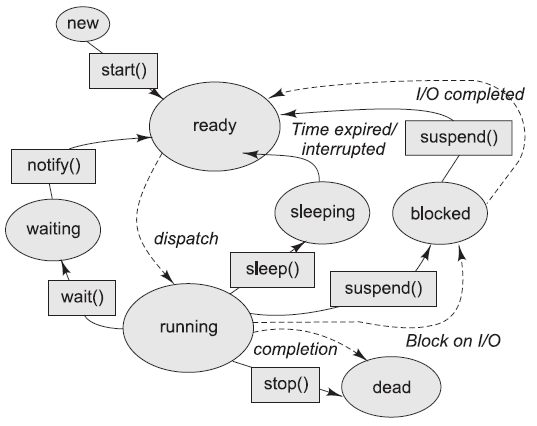 new
start()
I/O completed
ready
Time expired/
interrupted
suspend()
notify()
sleeping
blocked
waiting
dispatch
sleep()
wait()
suspend()
running
completion
Block on I/O
stop()
dead